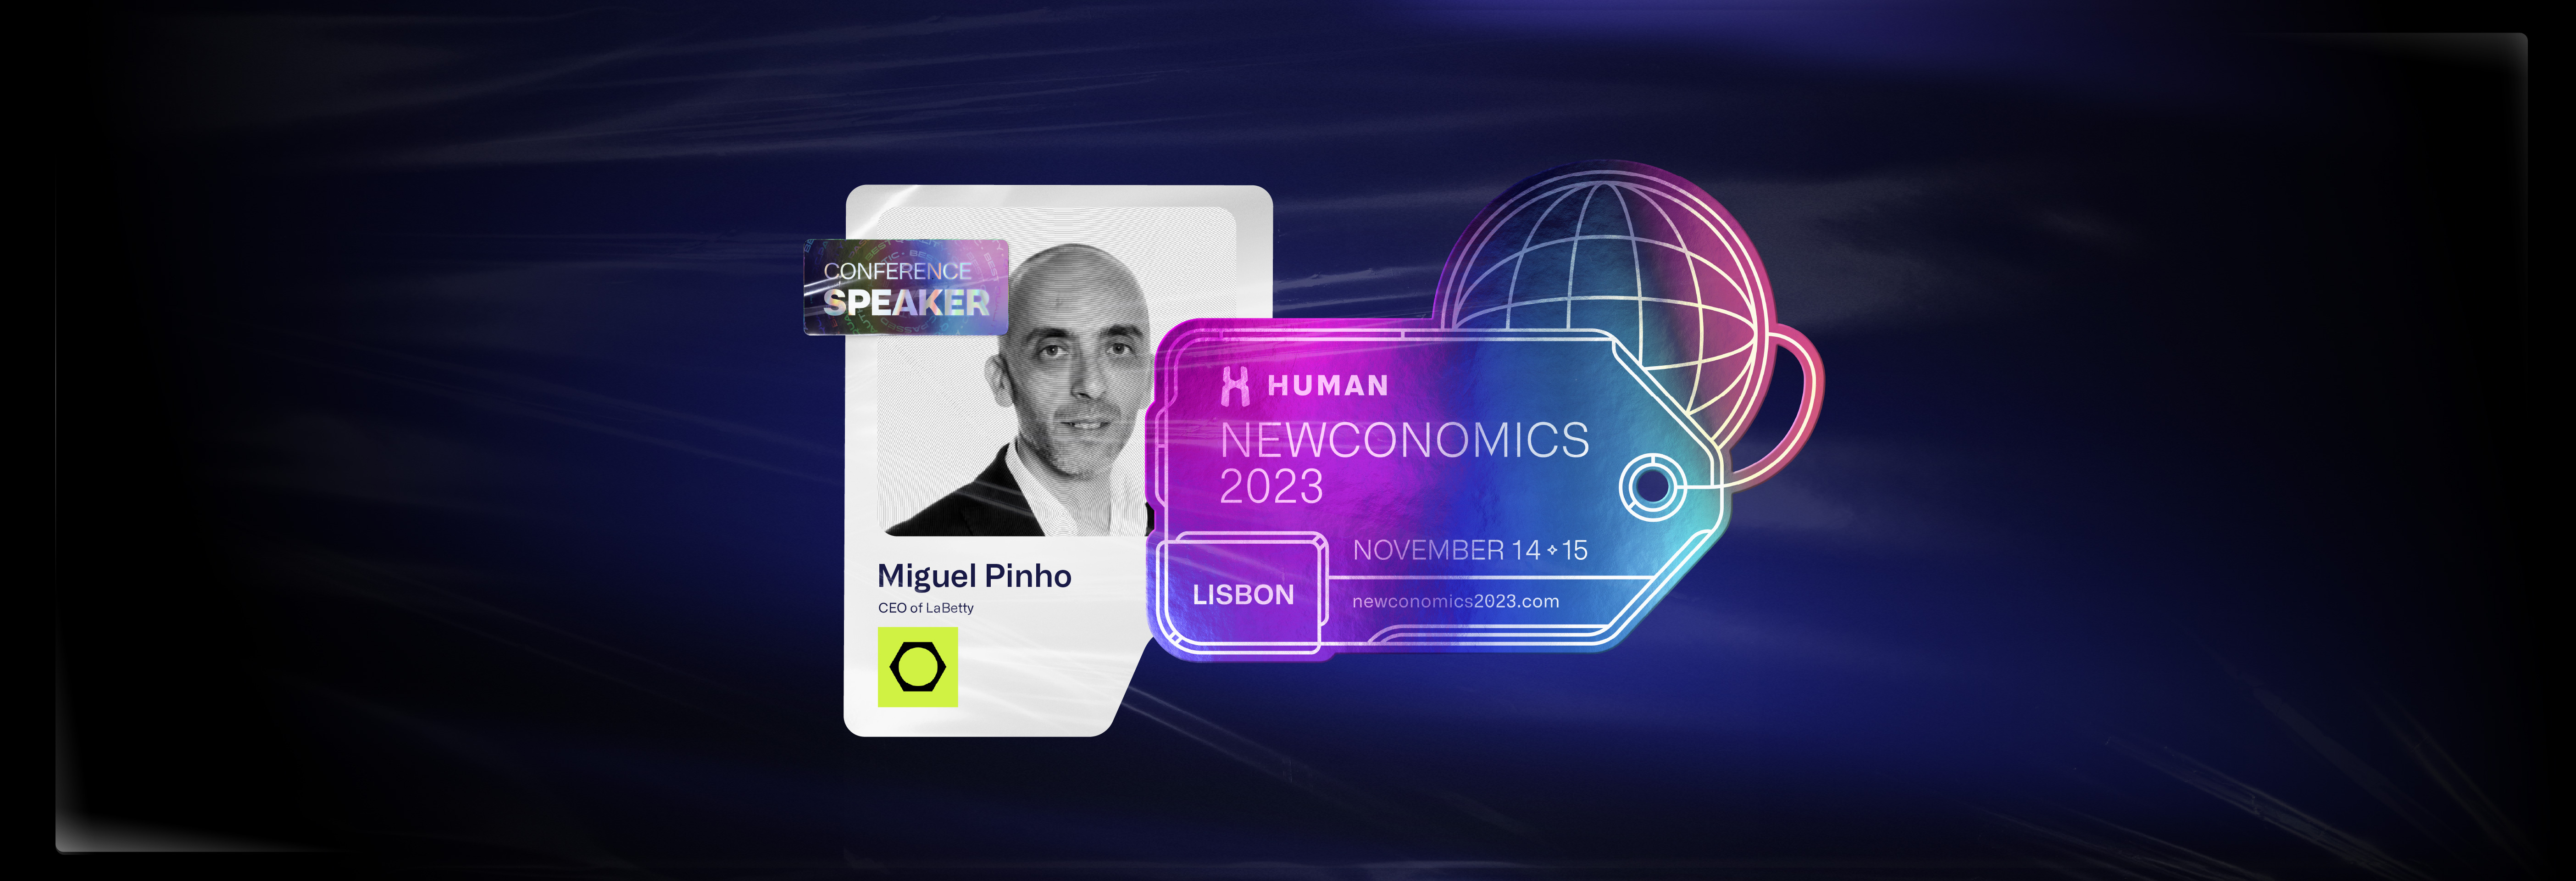 CONFERENCE
SPEAKER
Miguel Pinho
CEO of LaBetty
HUMAN
NEWCONOMICS
2023
NOVEMBER 14✧15
LISBON
newconomics2023.com